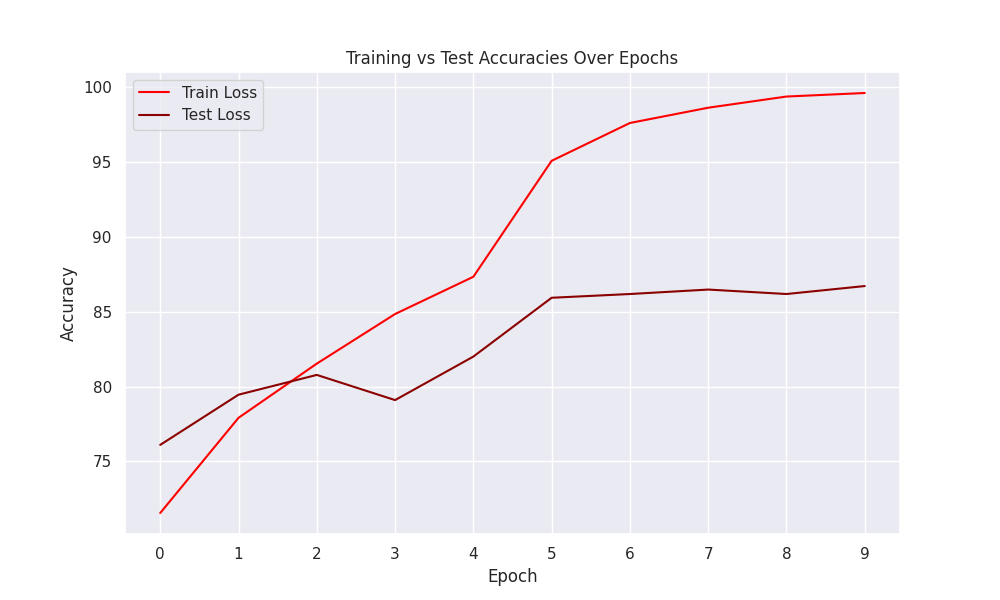 Training vs Test Accuracies Over Epochs
Train Loss
Test Loss
Accuracy
100
95
90
85
80
75
0 1 2 3 4 5 6 7 8 9
Epoch